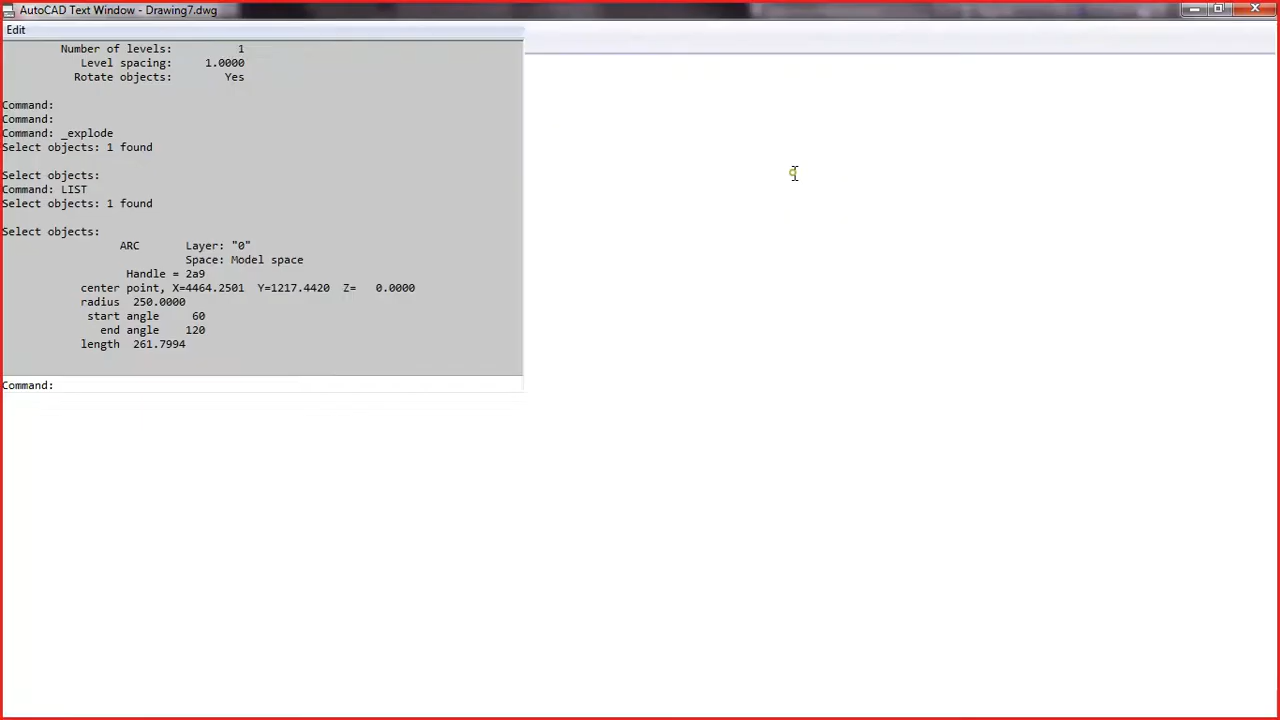 AutoCAD Text Window - Drawing7.dwg
Edit
Number of levels: 1
Level spacing: 1.0000
Rotate objects: Yes
Command:
Command:
Command: _explode
Select objects: 1 found
Select objects:
Command: LIST
Select objects: 1 found
Select objects:
ARC Layer: "0"
Space: Model space
Handle = 2a9
center point, X=4464.2501 Y=1217.4420 Z= 0.0000
radius 250.0000
start angle 60
end angle 120
length 261.7994
Command: